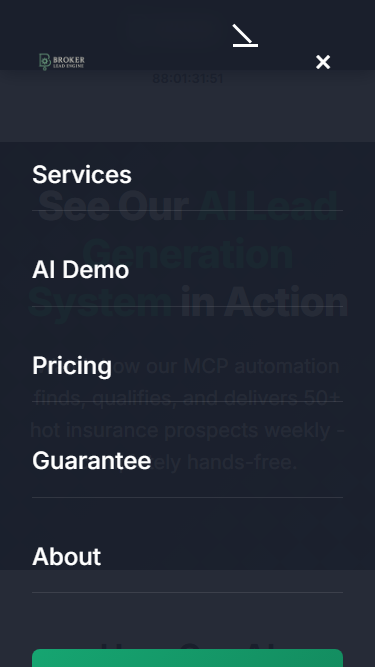 BROKER
LEAD ENGINE
×
88:01:31:51
Services
See Our AI Lead
Generation
AI Demo
System in Action
Pricing
ow our MCP automation
finds, qualifies, and delivers 50+
hot insurance prospects weekly -
Guarantee
ely hands-free.
About